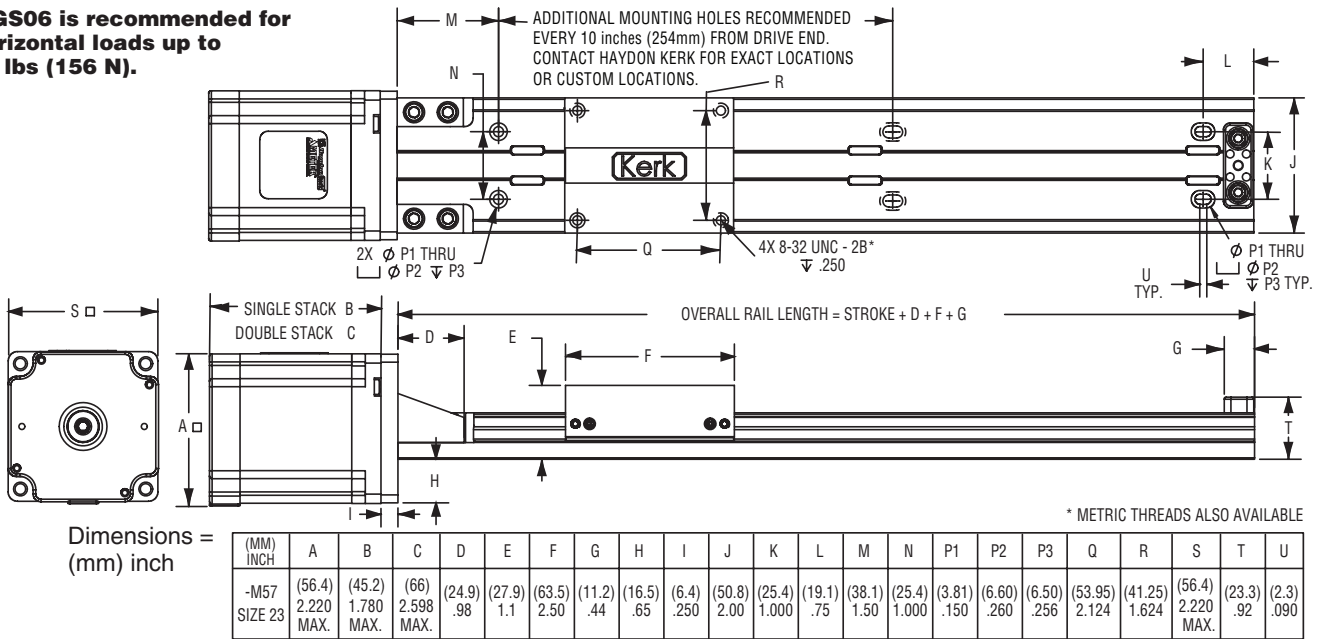 GS06 is recommended for
rizontal loads up to
lbs (156 N).
M
ADDITIONAL MOUNTING HOLES RECOMMENDED
EVERY 10 inches (254mm) FROM DRIVE END.
CONTACT HAYDON KERK FOR EXACT LOCATIONS
OR CUSTOM LOCATIONS.
N
R
L
Kerk
K
J
Q
2X Ø P1 THRU
⌴ Ø P2 ↧ P3
4X 8-32 UNC - 2B*
↧ .250
U
TYP.
Ø P1 THRU
⌴ Ø P2
↧ P3 TYP.
S □
SINGLE STACK B
DOUBLE STACK C
D
E
F
OVERALL RAIL LENGTH = STROKE + D + F + G
G
A □
T
H
I
* METRIC THREADS ALSO AVAILABLE
Dimensions =
(mm) inch
(MM) INCH A B C D E F G H I J K L M N P1 P2 P3 Q R S T U
(56.4) (45.2) (66) (24.9) (27.9) (63.5) (11.2) (16.5) (6.4) (50.8) (25.4) (19.1) (38.1) (25.4) (3.81) (6.60) (6.50) (53.95) (41.25) (56.4) (23.3) (2.3)
-M57 SIZE 23 2.220 1.780 2.598 .98 1.1 2.50 .44 .65 .250 2.00 1.000 .75 1.50 1.000 .150 .260 .256 2.124 1.624 2.220 .92 .090
MAX. MAX. MAX. MAX.